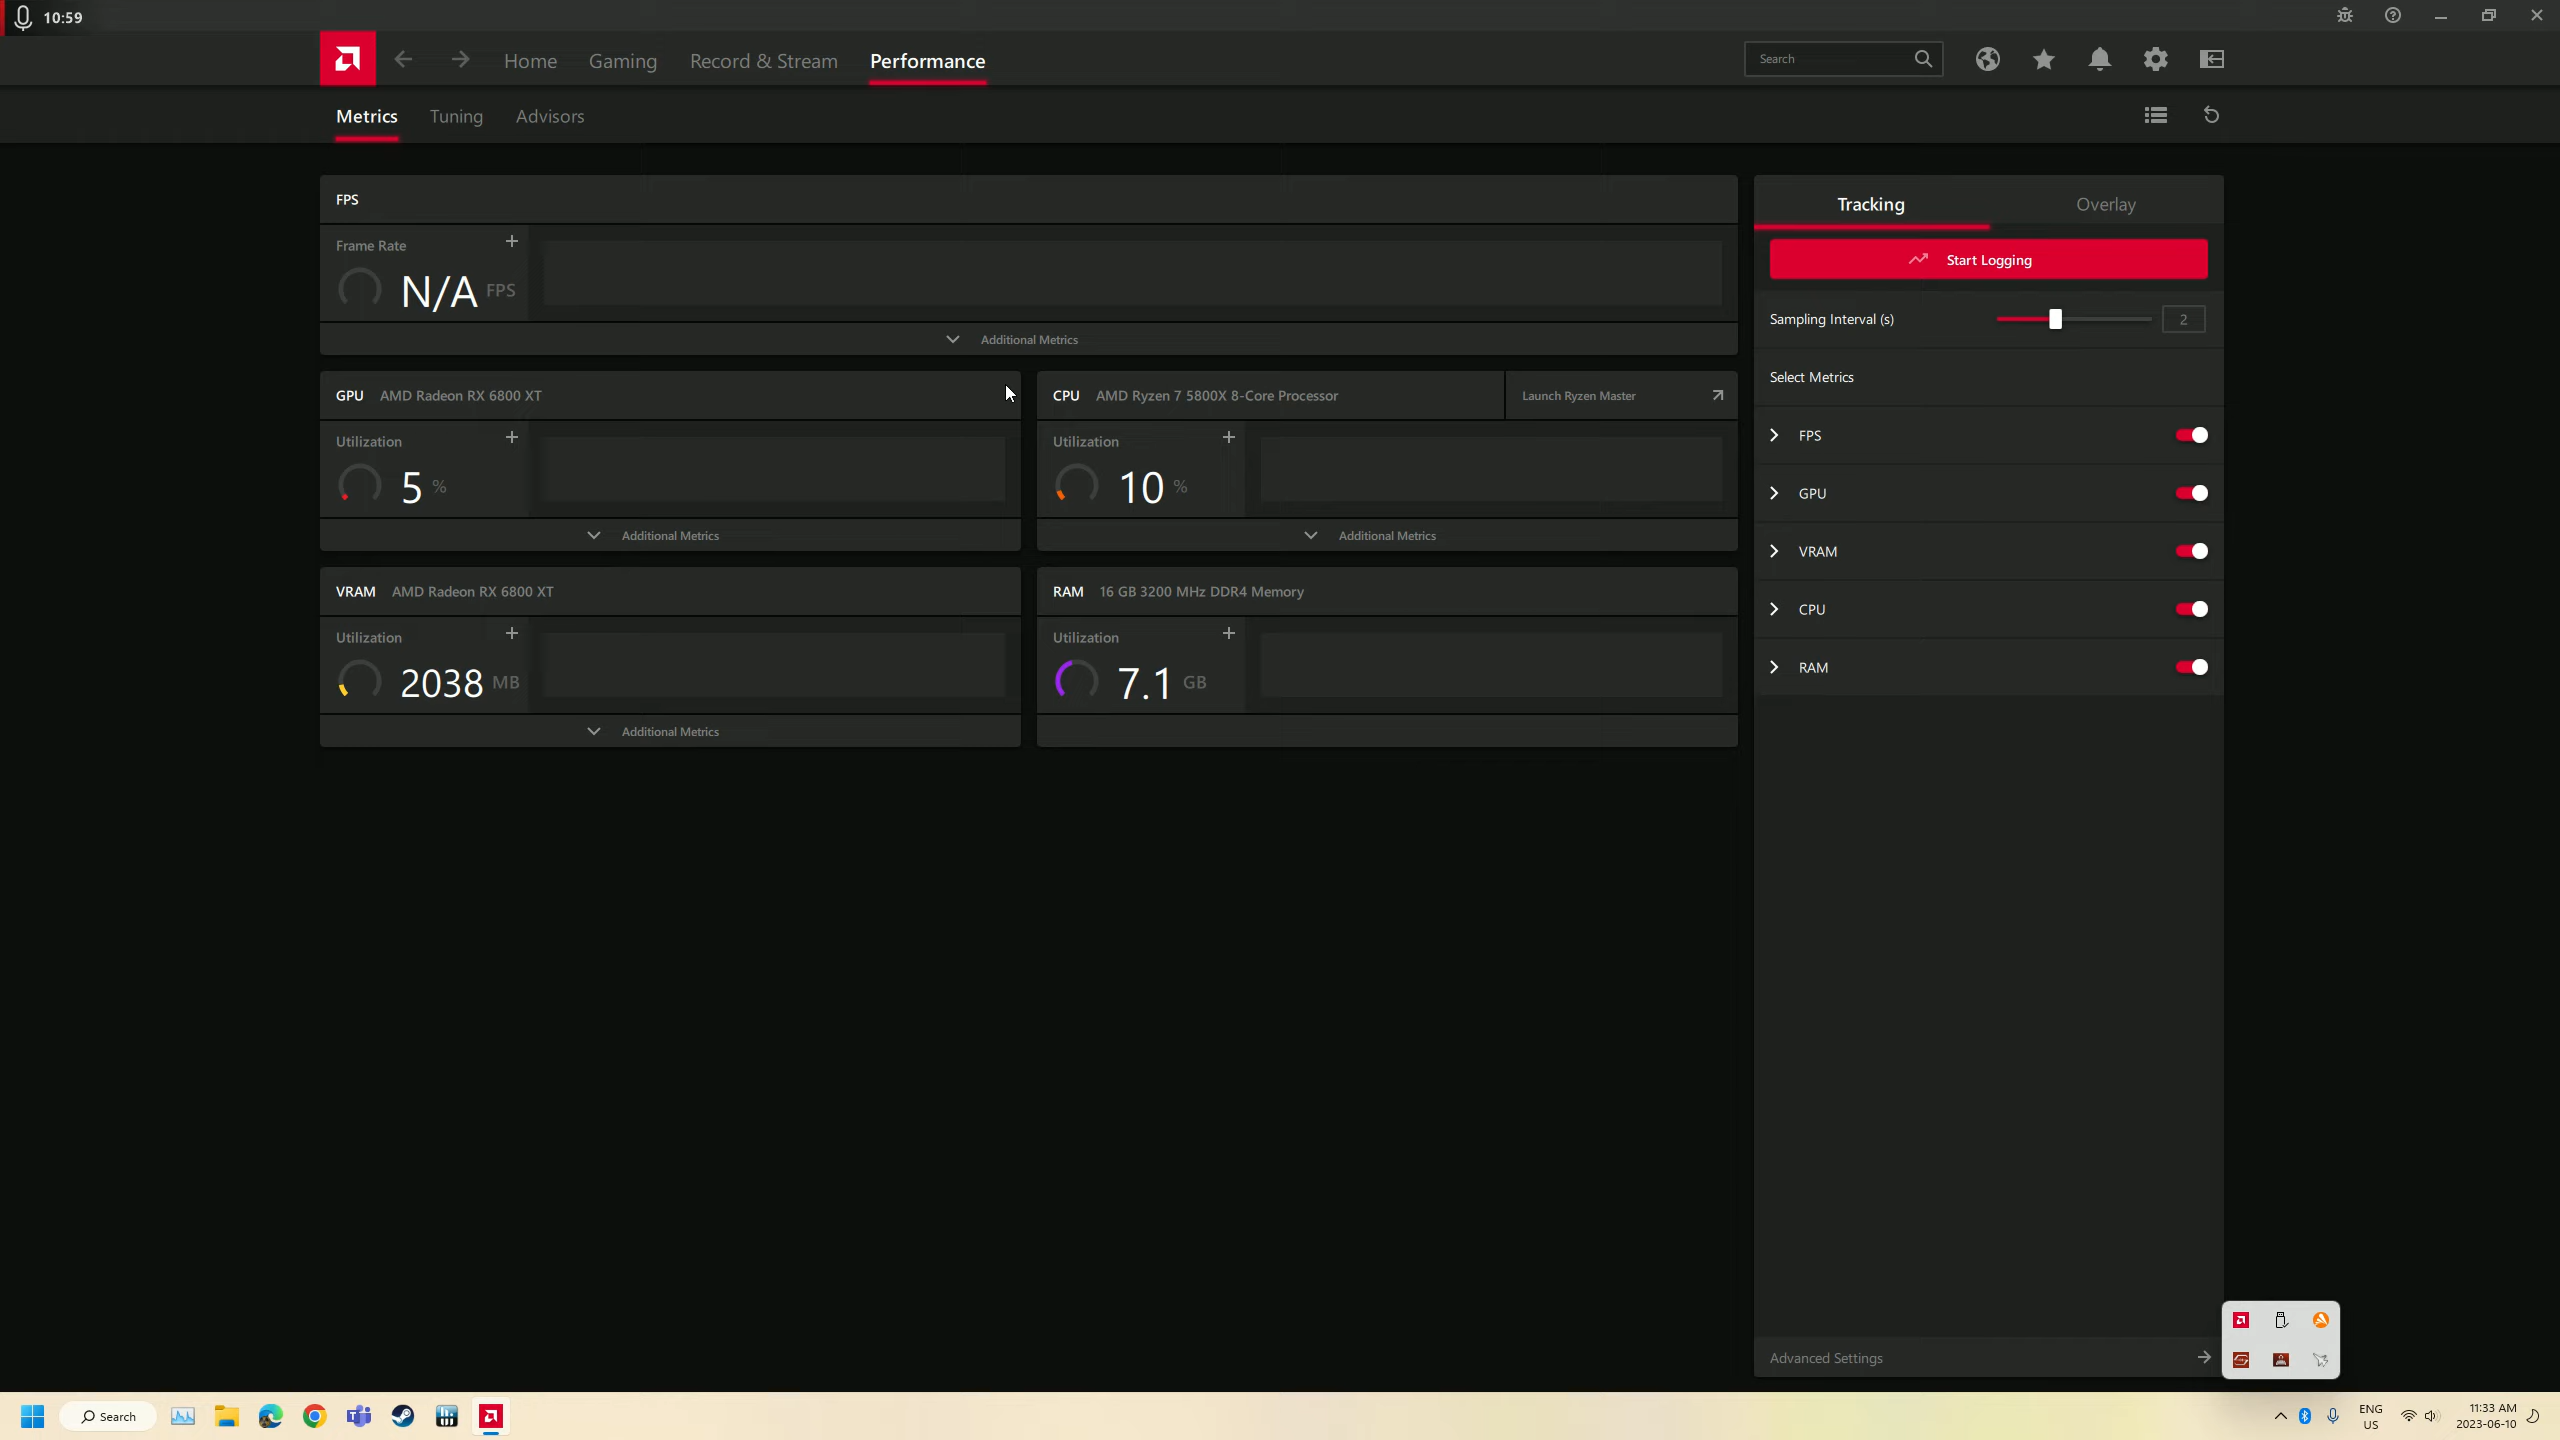 10:59
Home Gaming Record & Stream Performance Search
Metrics Tuning Advisors
FPS
Frame Rate
N/A FPS
Additional Metrics
GPU AMD Radeon RX 6800 XT
Utilization
5 %
Additional Metrics
CPU AMD Ryzen 7 5800X 8-Core Processor Launch Ryzen Master
Utilization
10 %
Additional Metrics
VRAM AMD Radeon RX 6800 XT
Utilization
2038 MB
Additional Metrics
RAM 16 GB 3200 MHz DDR4 Memory
Utilization
7.1 GB
Tracking Overlay
Start Logging
Sampling Interval (s) 2
Select Metrics
FPS
GPU
VRAM
CPU
RAM
Advanced Settings
Search
ENG
US
11:33 AM
2023-06-10